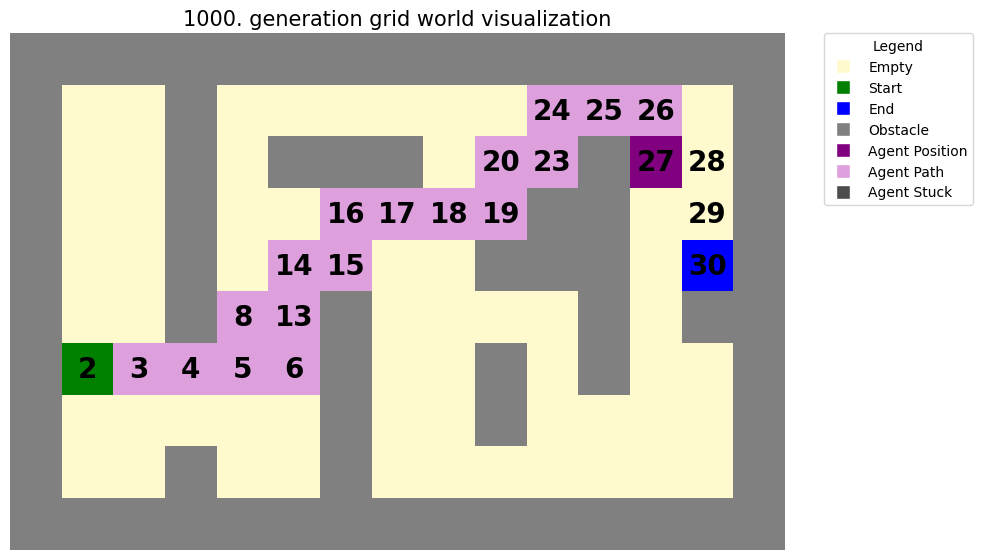 1000. generation grid world visualization
Legend
Empty
Start
End
Obstacle
Agent Position
Agent Path
Agent Stuck
24 25 26
20 23 27 28
16 17 18 19 29
14 15 30
8 13
2 3 4 5 6